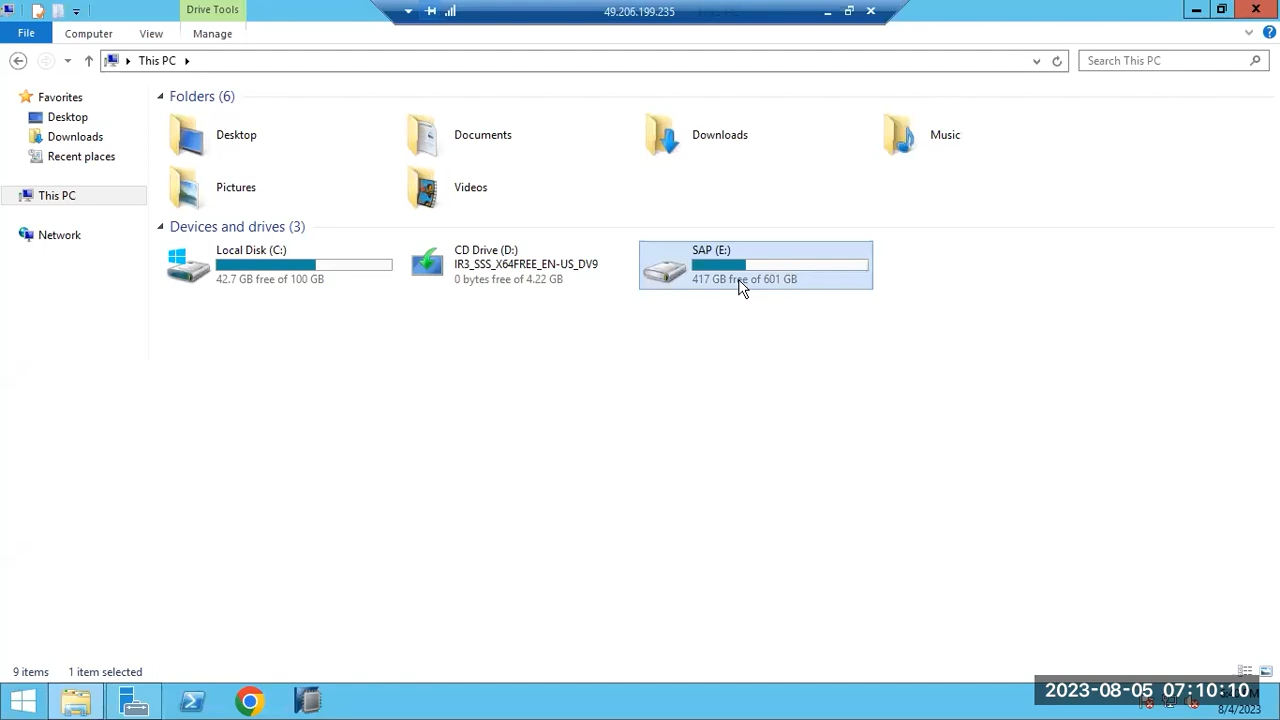 Drive Tools
49.206.199.235
File
Computer
View
Manage
This PC
Search This PC
Favorites
Desktop
Downloads
Recent places
This PC
Network
Folders (6)
Desktop
Documents
Downloads
Music
Pictures
Videos
Devices and drives (3)
Local Disk (C:)
42.7 GB free of 100 GB
CD Drive (D:)
IR3_SSS_X64FREE_EN-US_DV9
0 bytes free of 4.22 GB
SAP (E:)
417 GB free of 601 GB
9 items
1 item selected
2023-08-05 07:10:10
8/4/2023